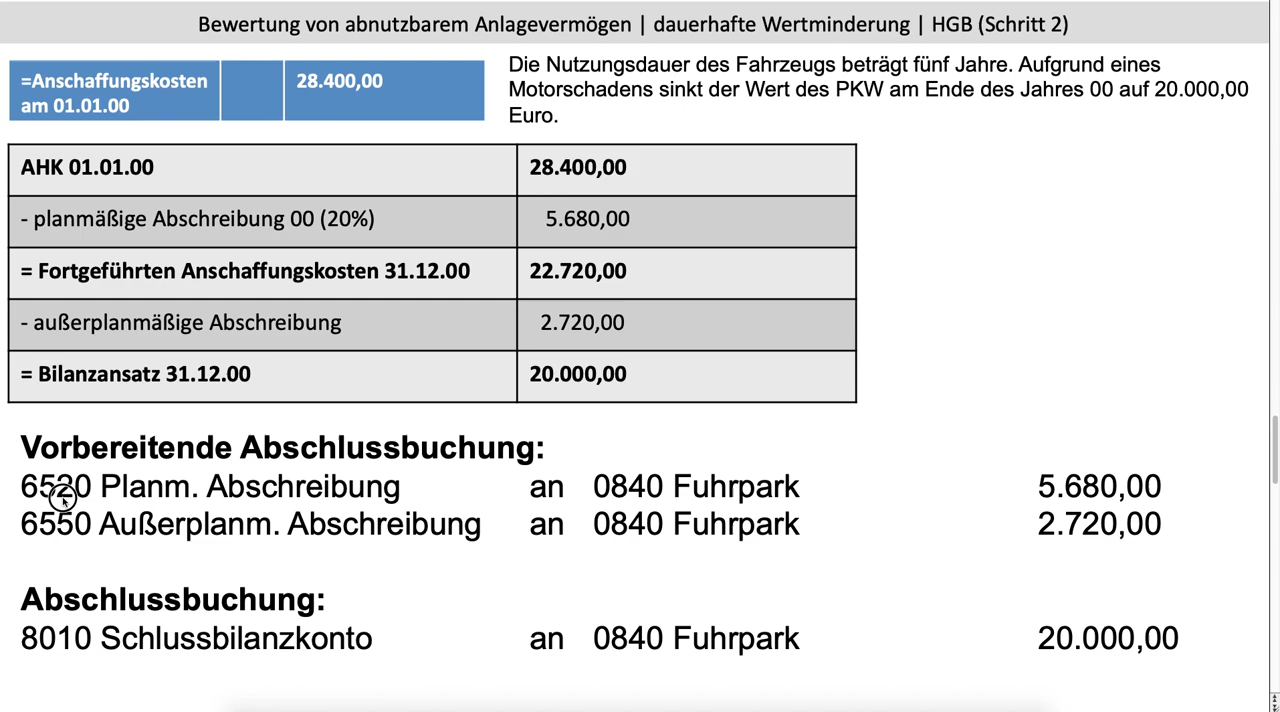 Bewertung von abnutzbarem Anlagevermögen | dauerhafte Wertminderung | HGB (Schritt 2)
=Anschaffungskosten 28.400,00
am 01.01.00
Die Nutzungsdauer des Fahrzeugs beträgt fünf Jahre. Aufgrund eines
Motorschadens sinkt der Wert des PKW am Ende des Jahres 00 auf 20.000,00
Euro.
AHK 01.01.00 28.400,00
- planmäßige Abschreibung 00 (20%) 5.680,00
= Fortgeführten Anschaffungskosten 31.12.00 22.720,00
- außerplanmäßige Abschreibung 2.720,00
= Bilanzansatz 31.12.00 20.000,00
Vorbereitende Abschlussbuchung:
6520 Planm. Abschreibung an 0840 Fuhrpark 5.680,00
6550 Außerplanm. Abschreibung an 0840 Fuhrpark 2.720,00
Abschlussbuchung:
8010 Schlussbilanzkonto an 0840 Fuhrpark 20.000,00